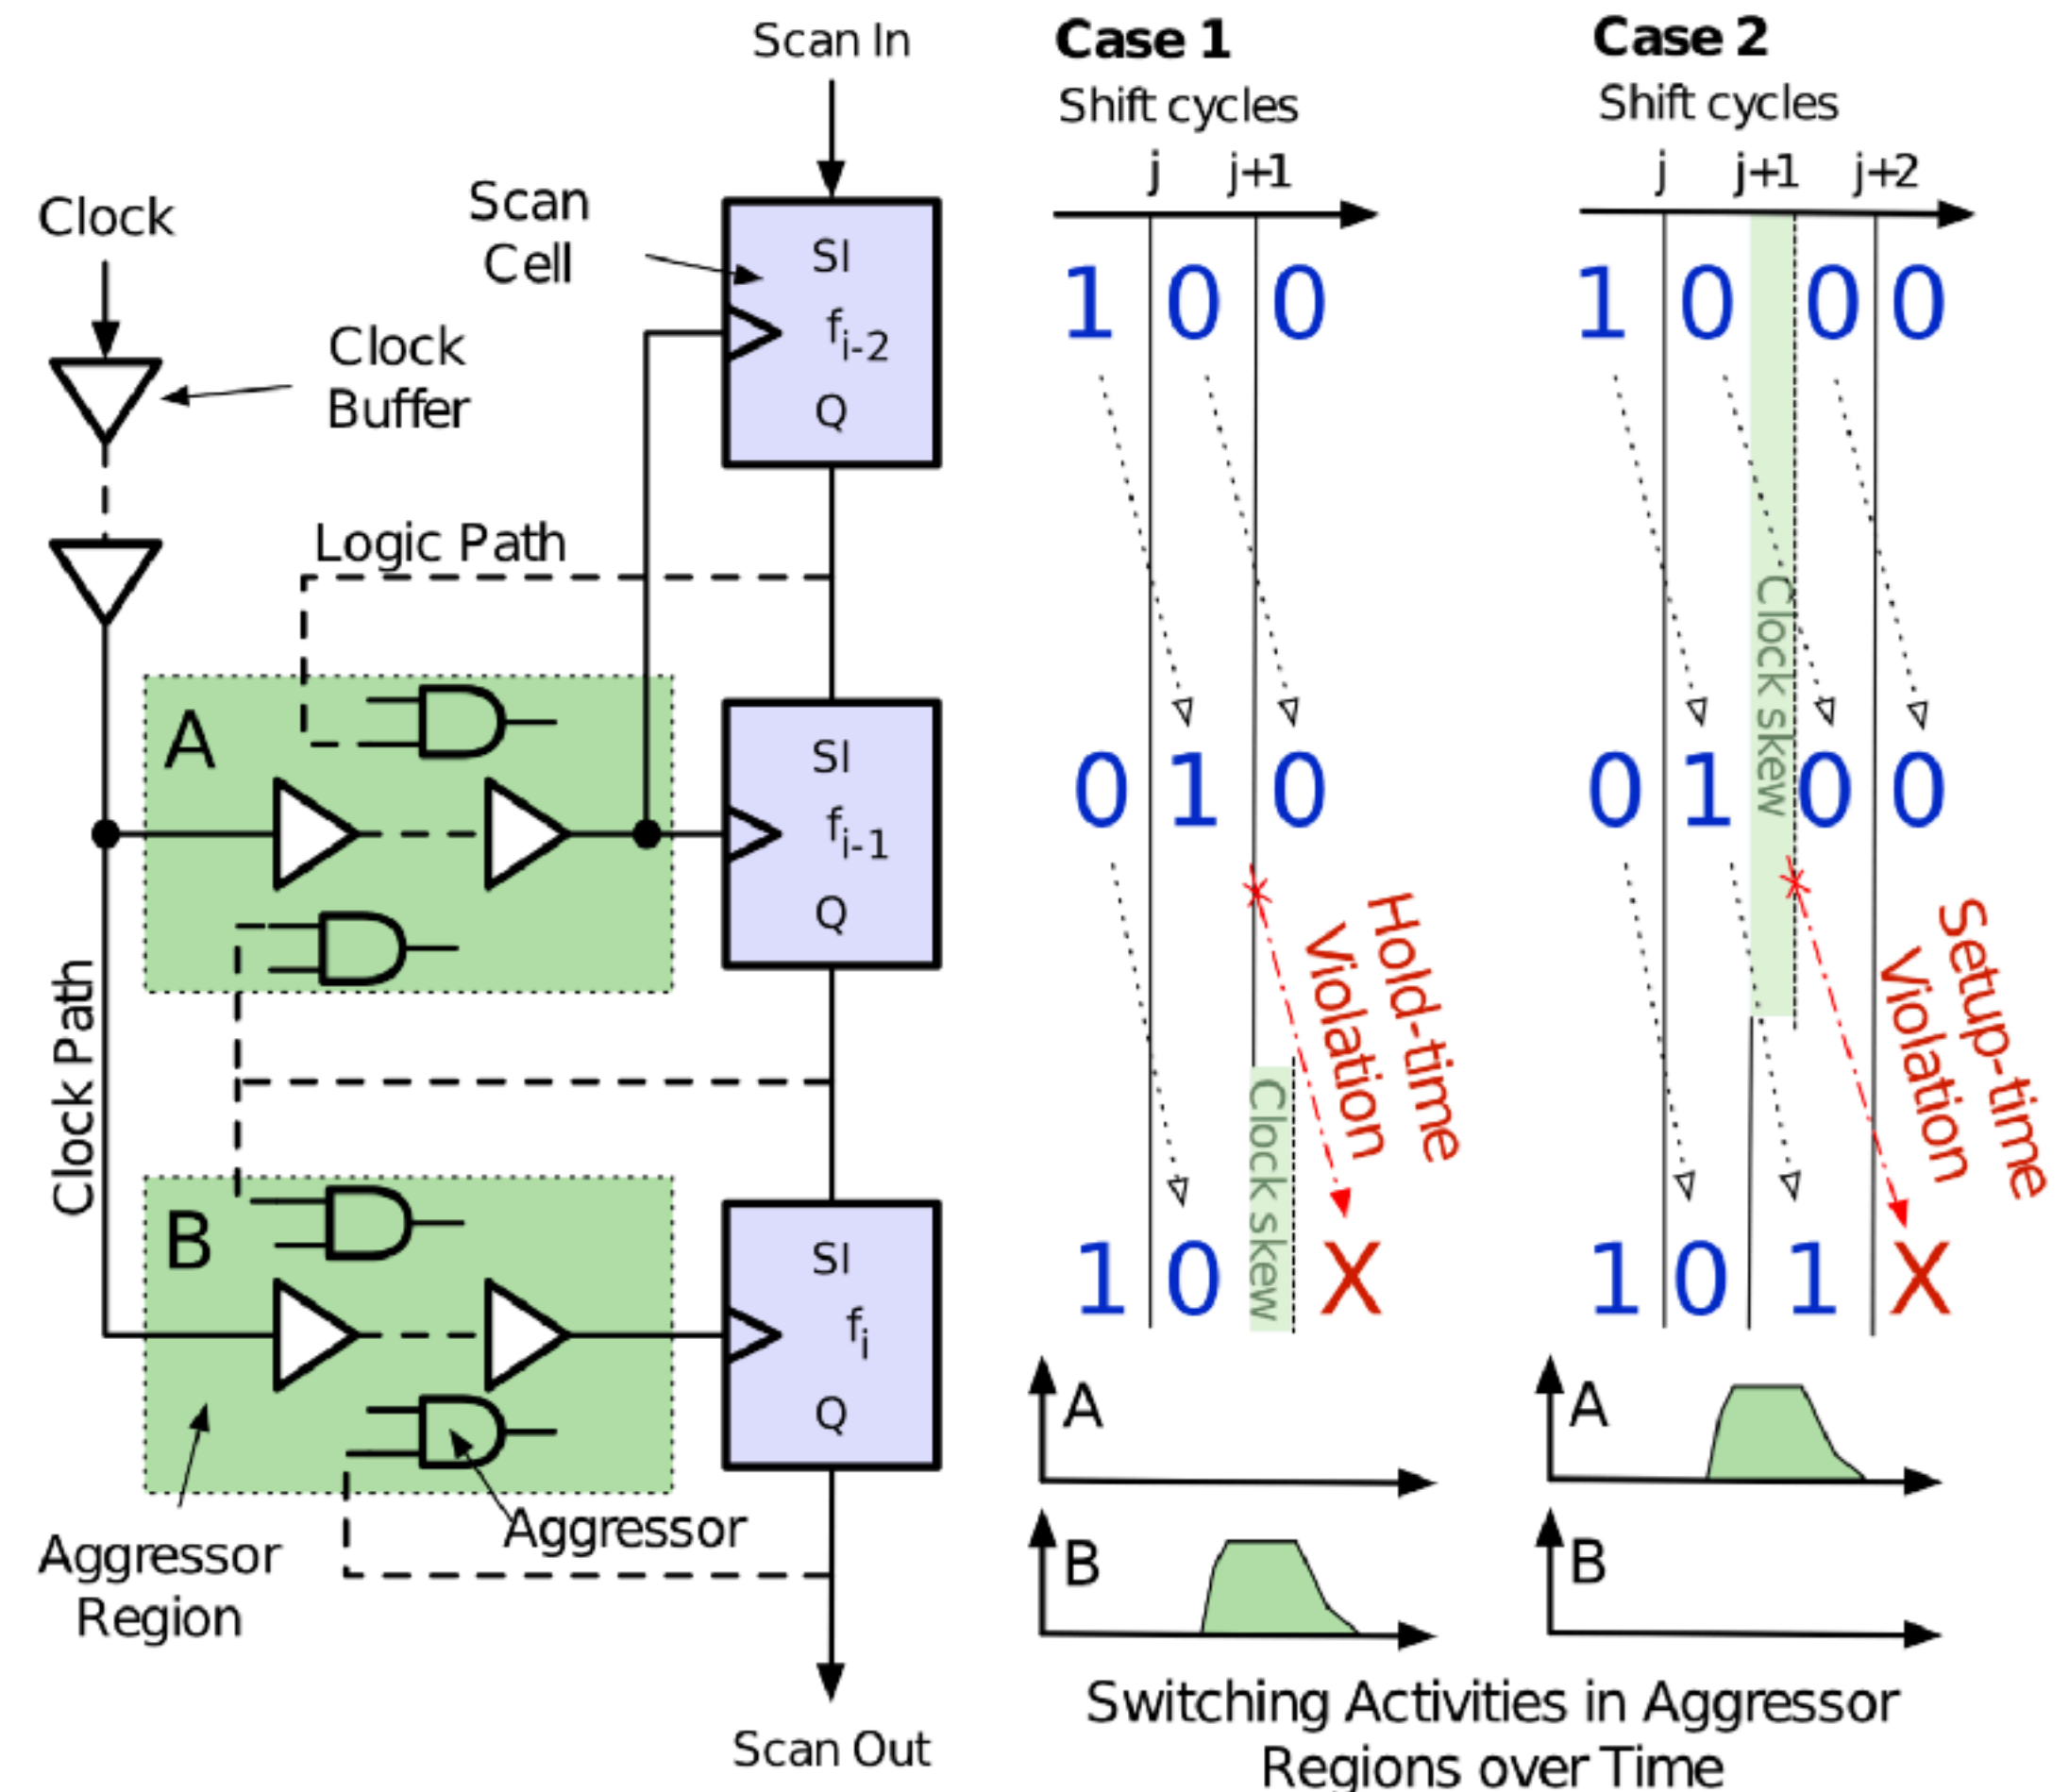 Scan In
Clock
Scan
Cell
Clock
Buffer
SI
f_{i-2}
Q
Logic Path
A
SI
f_{i-1}
Q
Clock Path
B
SI
f_i
Q
Aggressor
Aggressor
Region
Scan Out
Case 1
Shift cycles
j j+1
1 0 0
0 1 0
Hold-time
Violation
Clock skew
1 0 X
A
B
Case 2
Shift cycles
j j+1 j+2
1 0 0 0
Clock skew
0 1 0 0
Setup-time
Violation
1 0 1 X
A
B
Switching Activities in Aggressor
Regions over Time